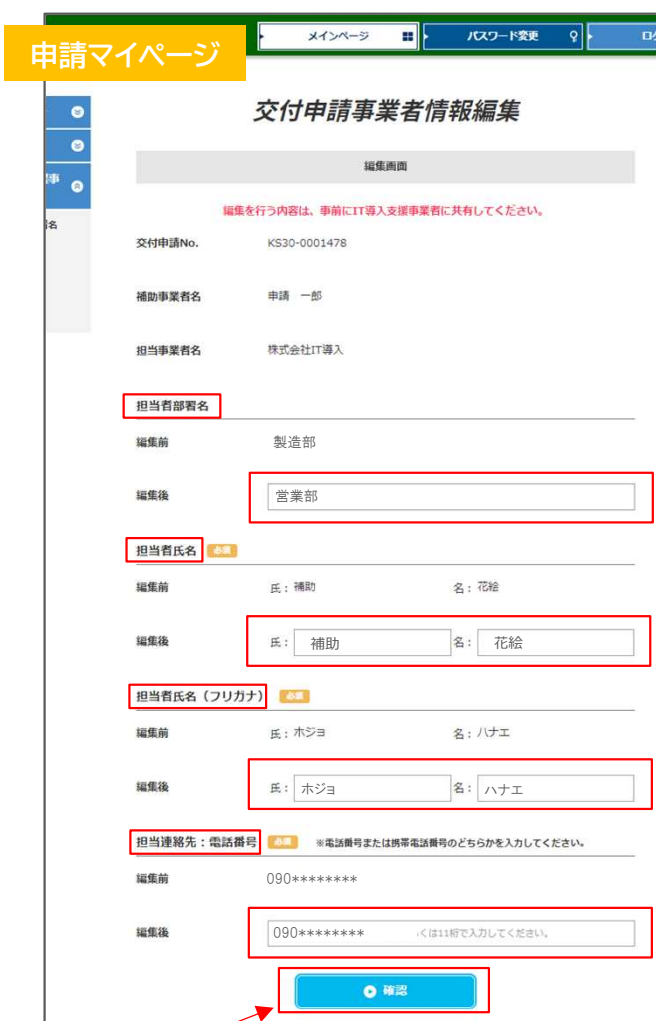 申請マイページ
メインページ
パスワード変更
交付申請事業者情報編集
編集画面
編集を行う内容は、事前にIT導入支援事業者に共有してください。
交付申請No. KS30-0001478
補助事業者名 申請 一郎
担当事業者名 株式会社IT導入
担当者部署名
編集前 製造部
編集後 営業部
担当者氏名 必須
編集前 氏：補助 名：花絵
編集後 氏： 補助 名： 花絵
担当者氏名（フリガナ） 必須
編集前 氏：ホジョ 名：ハナエ
編集後 氏： ホジョ 名： ハナエ
担当連絡先：電話番号 必須 ※電話番号または携帯電話番号のどちらかを入力してください。
編集前 090********
編集後 090******** くは11桁で入力してください。
確認